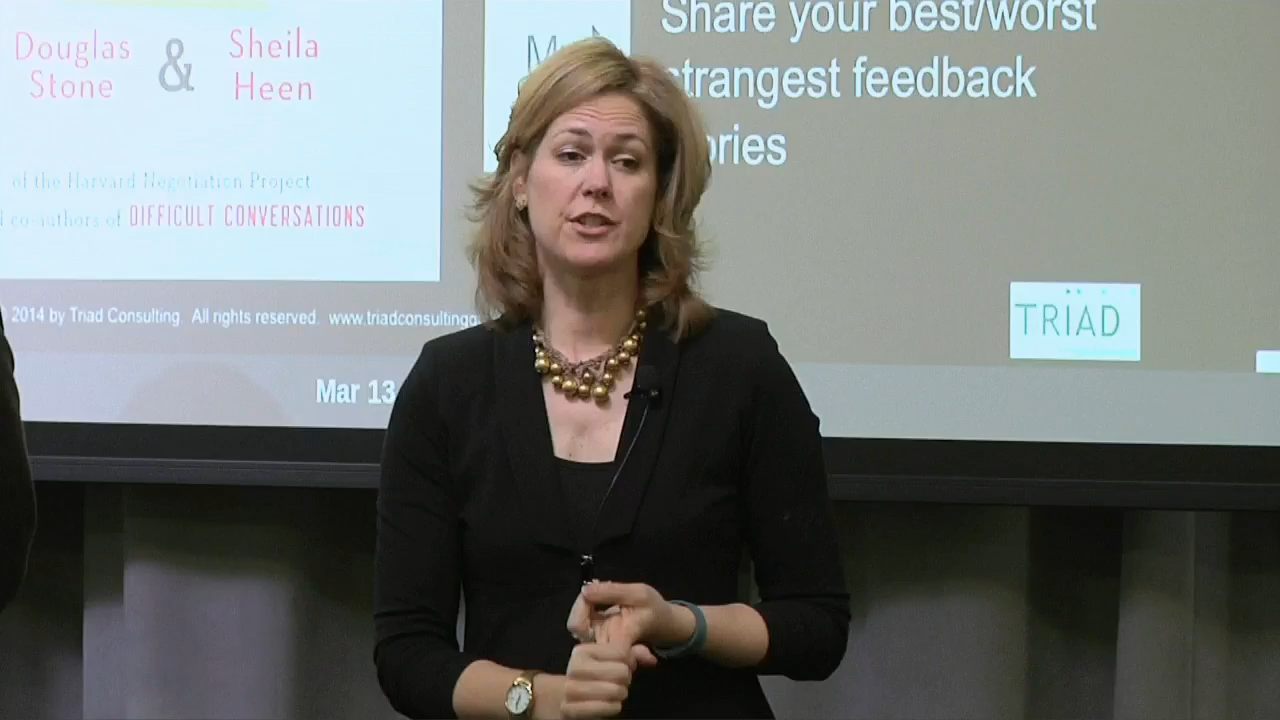 Douglas
Stone
&
Sheila
Heen
of the Harvard Negotiation Project
co-authors of DIFFICULT CONVERSATIONS
2014 by Triad Consulting All rights reserved. www.triadconsultingg
Mar 13
Share your best/worst
strangest feedback
ories
TRIAD